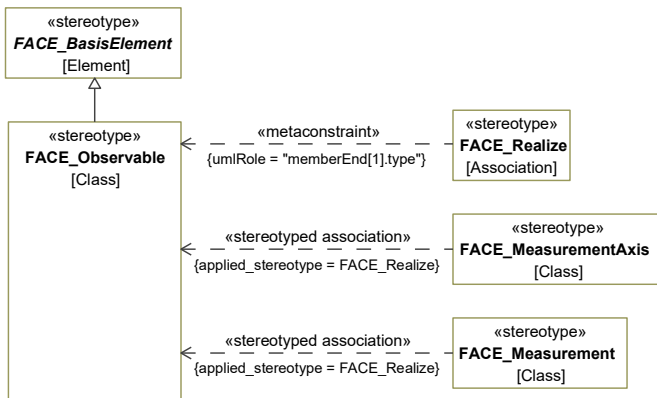 «stereotype»
FACE_BasisElement
[Element]
«stereotype»
FACE_Observable
[Class]
«metaconstraint»
{umlRole = "memberEnd[1].type"}
«stereotype»
FACE_Realize
[Association]
«stereotyped association»
{applied_stereotype = FACE_Realize}
«stereotype»
FACE_MeasurementAxis
[Class]
«stereotyped association»
{applied_stereotype = FACE_Realize}
«stereotype»
FACE_Measurement
[Class]